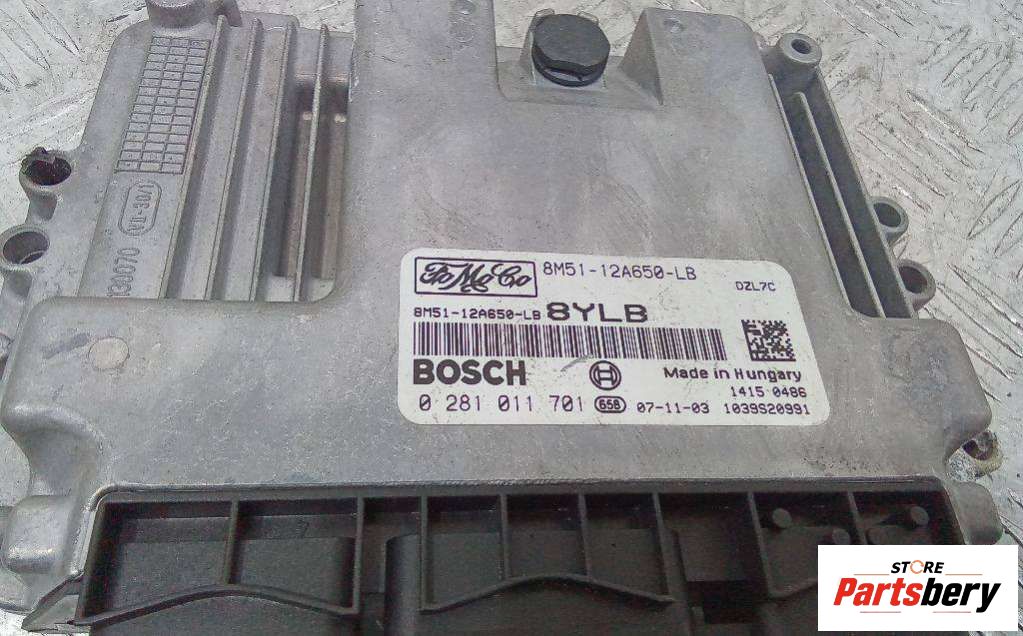 FoMoCo 8M51-12A650-LB
DZL7C
8M51-12A650-LB 8YLB
BOSCH Made in Hungary
1415 0486
0 281 011 701 658 07-11-03 1039S20991
130070
STORE
Partsbery